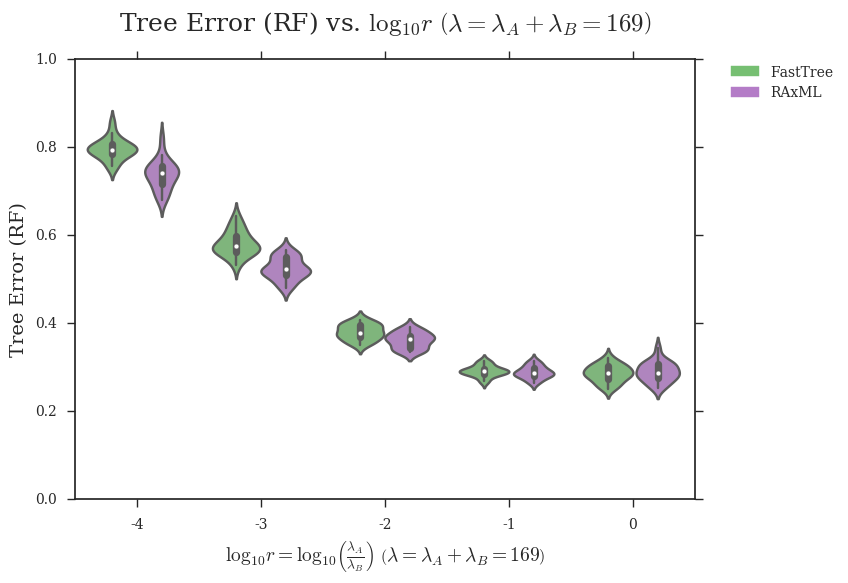 Tree Error (RF) vs. log₁₀r (λ = λ_A + λ_B = 169)
FastTree
RAxML
Tree Error (RF)
1.0
0.8
0.6
0.4
0.2
0.0
-4 -3 -2 -1 0
log₁₀r = log₁₀(λ_A/λ_B) (λ = λ_A + λ_B = 169)